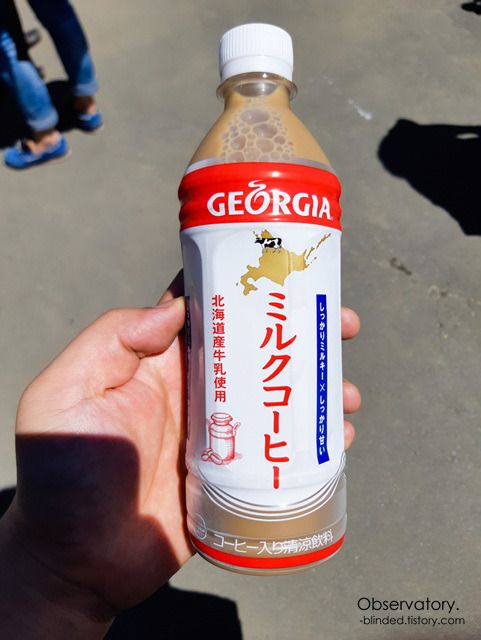 GEORGIA
ミルクコーヒー
北海道産牛乳使用
しっかりミルキー×しっかり甘い
コーヒー入り清涼飲料
Observatory.
-blinded.tistory.com